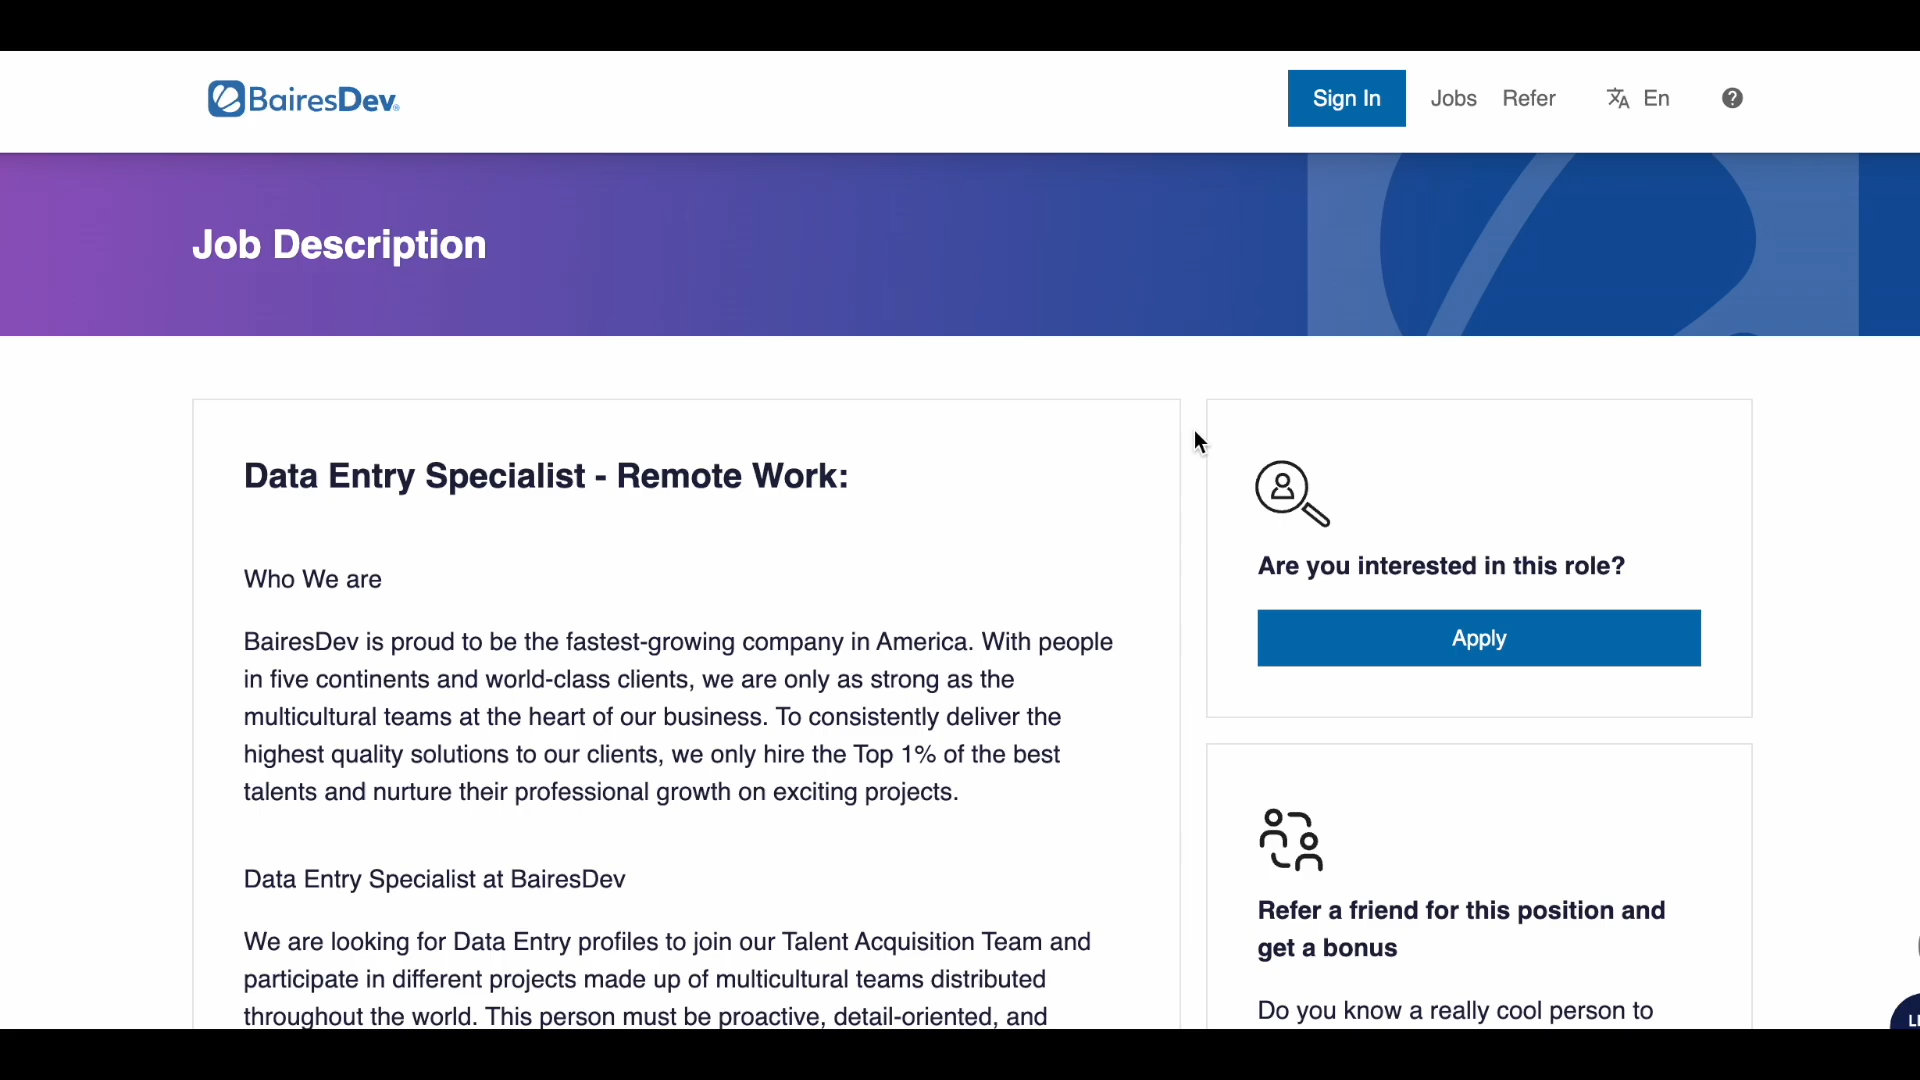 BairesDev
Sign In
Jobs
Refer
En
Job Description
Data Entry Specialist - Remote Work:
Who We are
BairesDev is proud to be the fastest-growing company in America. With people
in five continents and world-class clients, we are only as strong as the
multicultural teams at the heart of our business. To consistently deliver the
highest quality solutions to our clients, we only hire the Top 1% of the best
talents and nurture their professional growth on exciting projects.
Data Entry Specialist at BairesDev
We are looking for Data Entry profiles to join our Talent Acquisition Team and
participate in different projects made up of multicultural teams distributed
throughout the world. This person must be proactive, detail-oriented, and
Are you interested in this role?
Apply
Refer a friend for this position and
get a bonus
Do you know a really cool person to